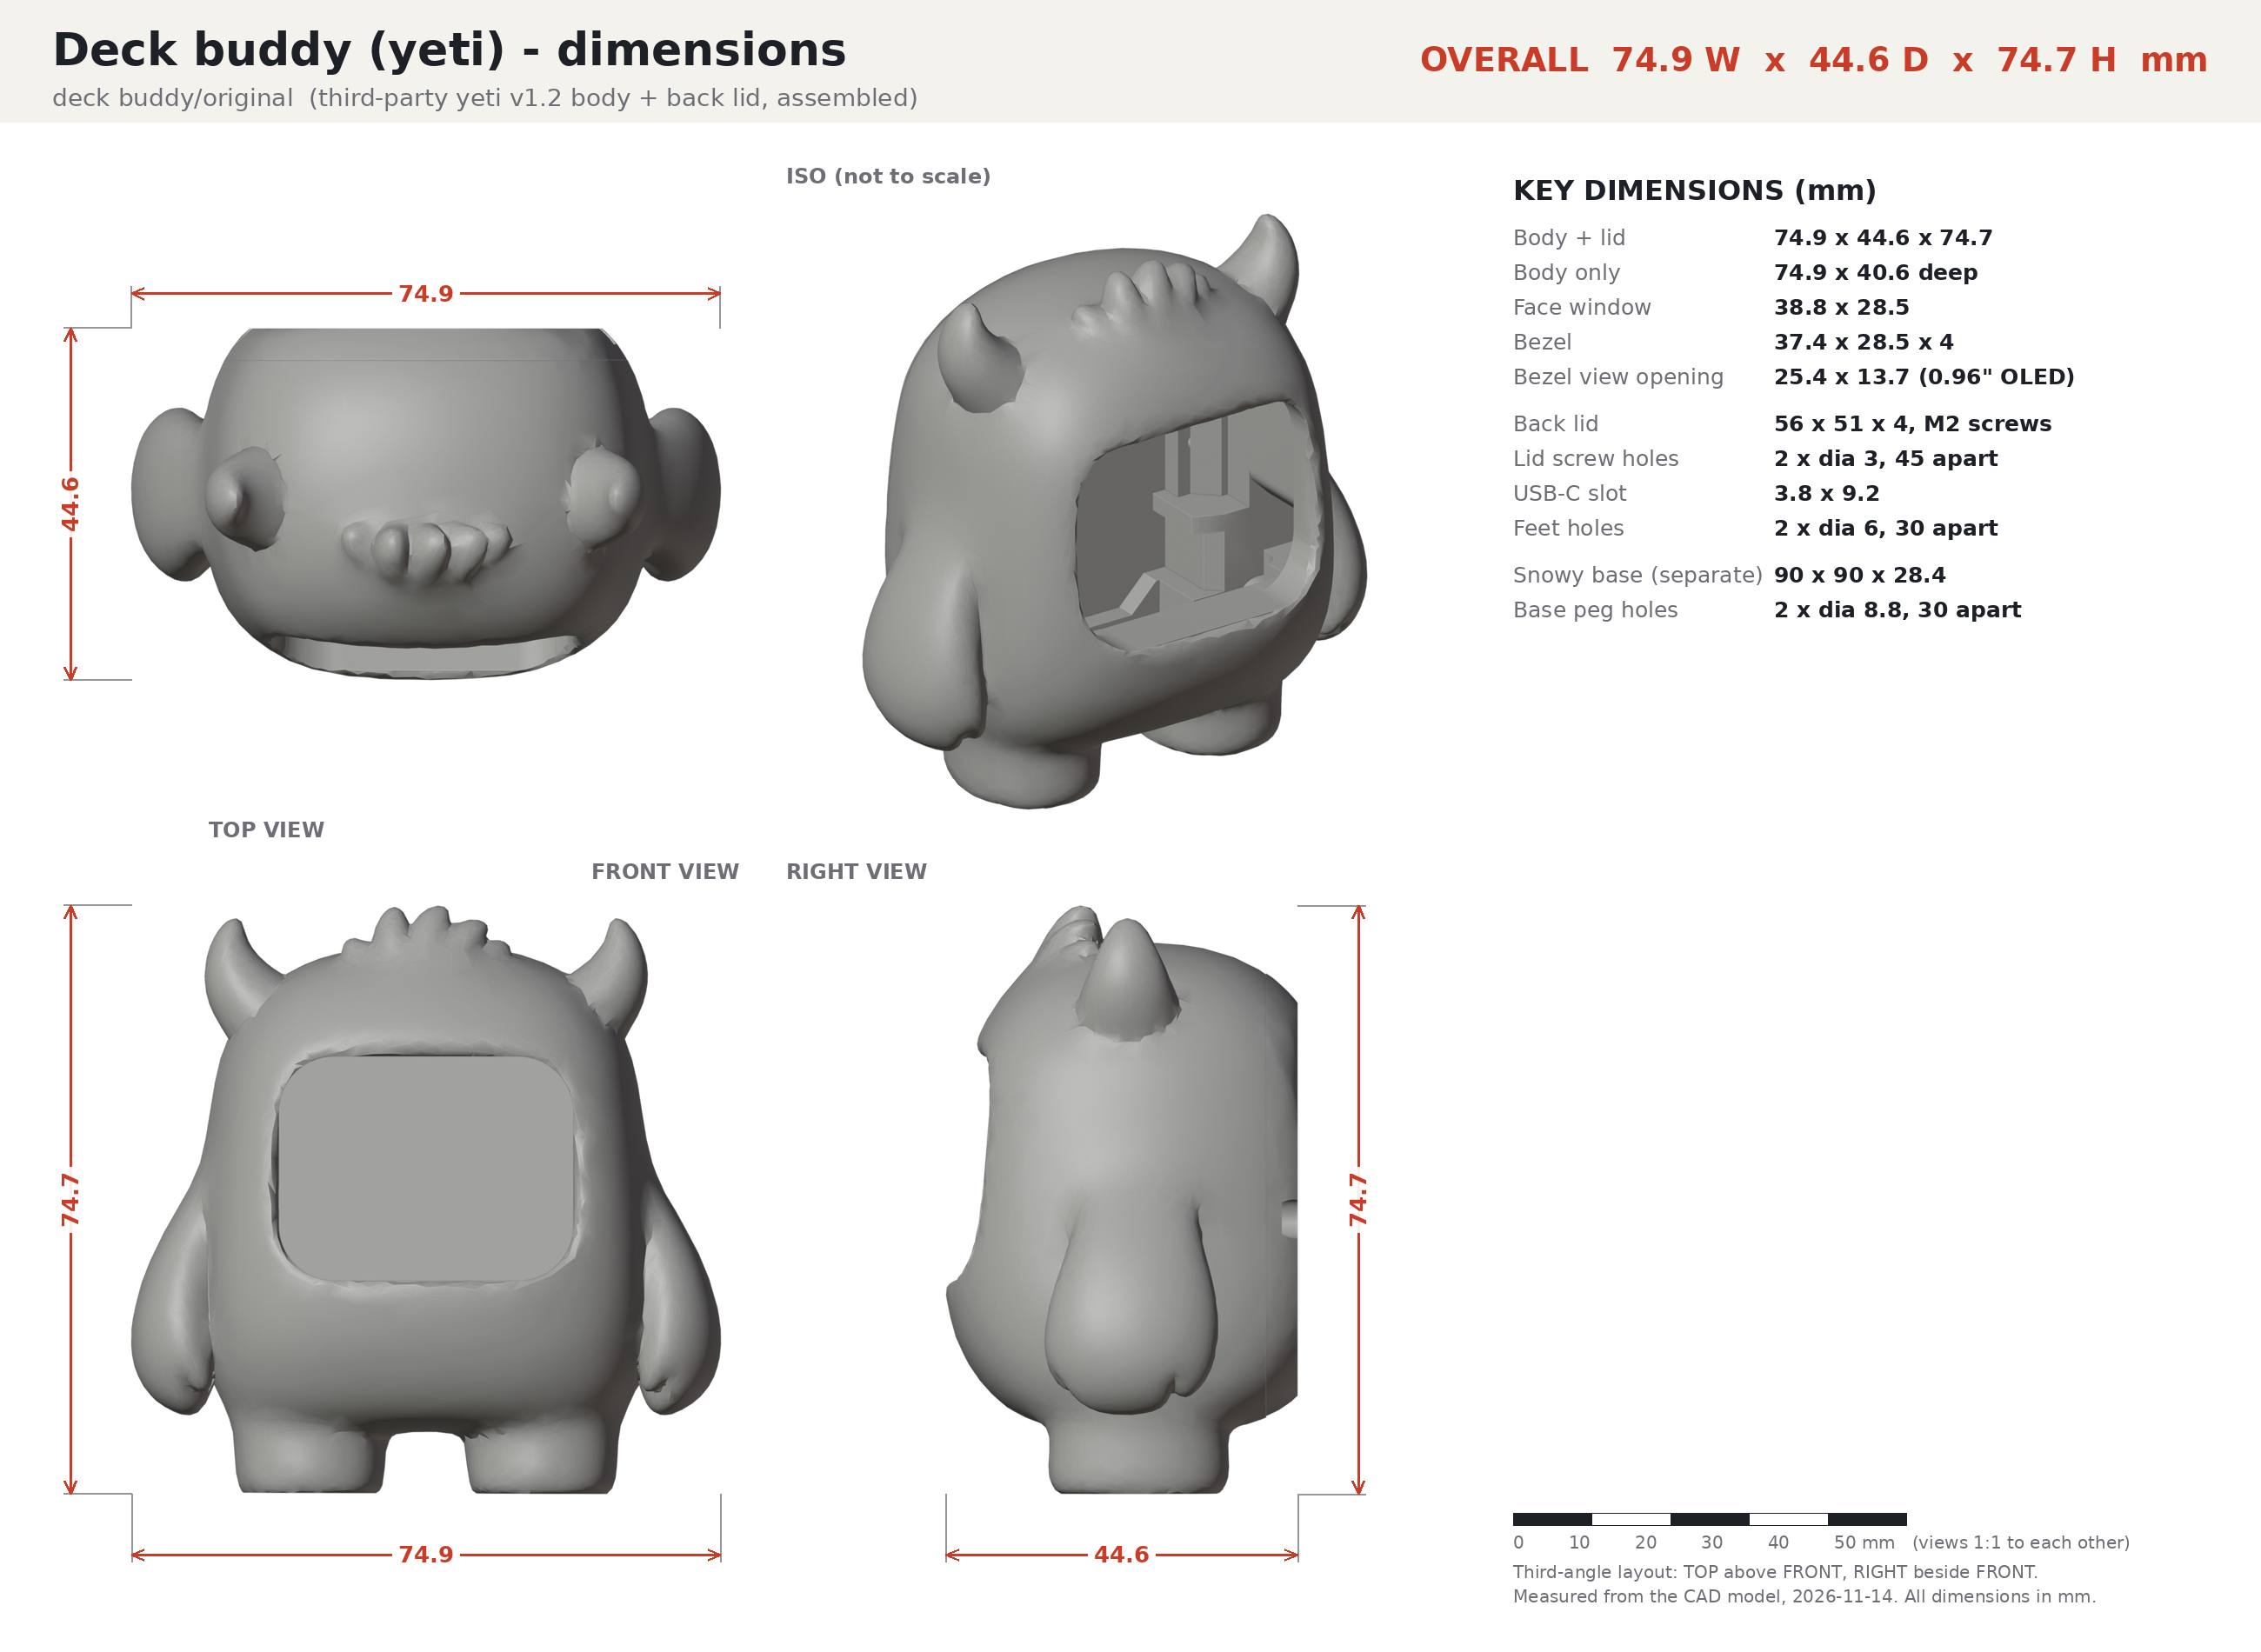 Deck buddy (yeti) - dimensions
OVERALL  74.9 W  x  44.6 D  x  74.7 H  mm
deck buddy/original  (third-party yeti v1.2 body + back lid, assembled)
ISO (not to scale)
KEY DIMENSIONS (mm)
Body + lid 74.9 x 44.6 x 74.7
Body only 74.9 x 40.6 deep
Face window 38.8 x 28.5
Bezel 37.4 x 28.5 x 4
Bezel view opening 25.4 x 13.7 (0.96" OLED)
Back lid 56 x 51 x 4, M2 screws
Lid screw holes 2 x dia 3, 45 apart
USB-C slot 3.8 x 9.2
Feet holes 2 x dia 6, 30 apart
Snowy base (separate) 90 x 90 x 28.4
Base peg holes 2 x dia 8.8, 30 apart
74.9
44.6
TOP VIEW
FRONT VIEW
RIGHT VIEW
74.7
74.7
74.9
44.6
0 10 20 30 40 50 mm (views 1:1 to each other)
Third-angle layout: TOP above FRONT, RIGHT beside FRONT.
Measured from the CAD model, 2026-11-14. All dimensions in mm.